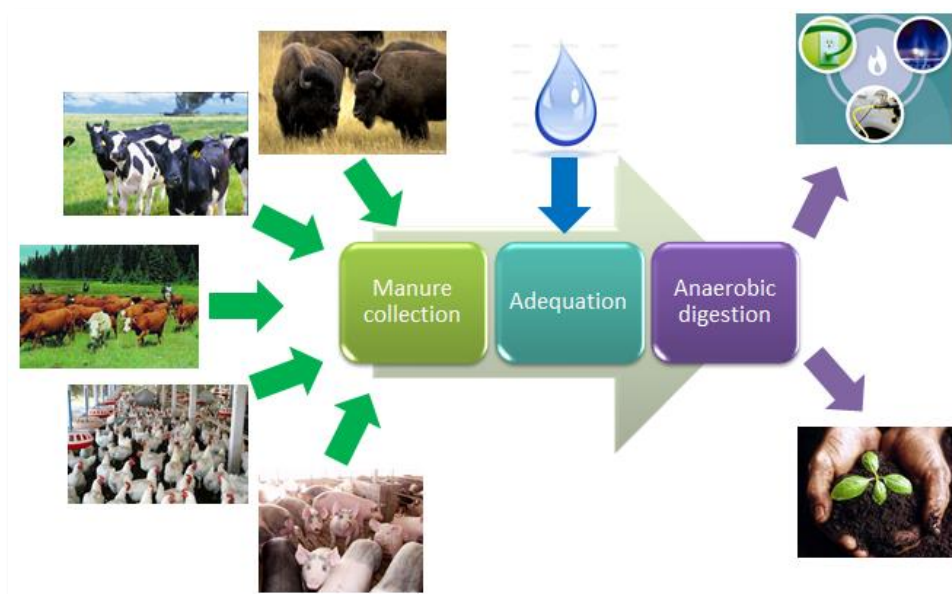 Manure
collection
Adequation
Anaerobic
digestion